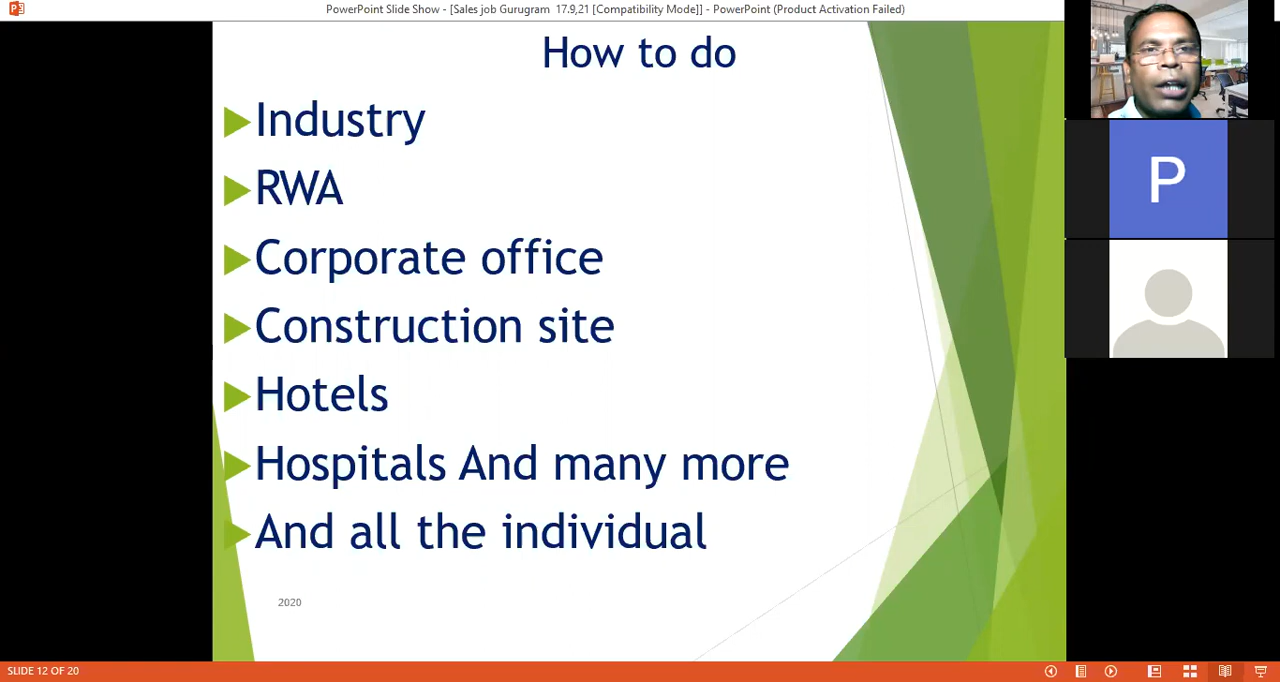 PowerPoint Slide Show - [Sales job Gurugram 17.9,21 [Compatibility Mode]] - PowerPoint (Product Activation Failed)
How to do
Industry
RWA
Corporate office
Construction site
Hotels
Hospitals And many more
And all the individual
2020
P
SLIDE 12 OF 20